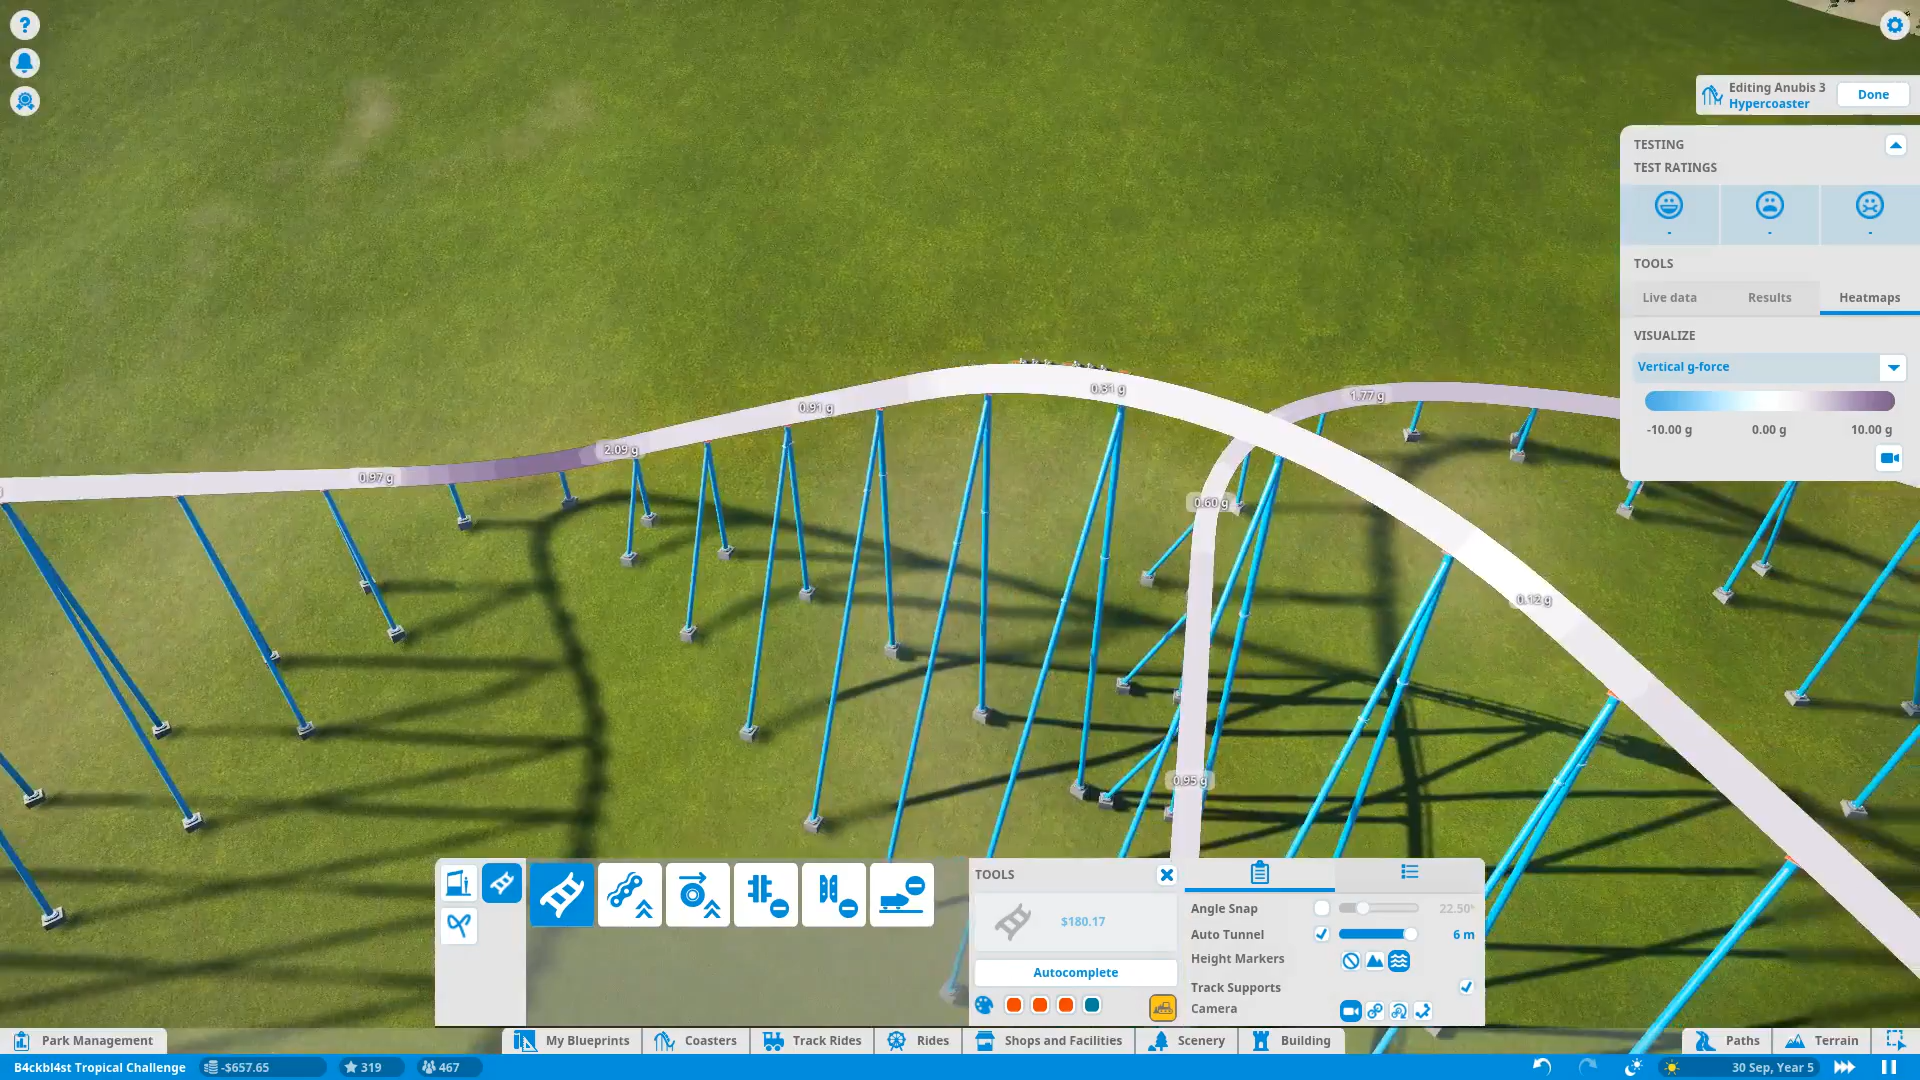 Editing Anubis 3
Hypercoaster
Done
TESTING
TEST RATINGS
- - -
TOOLS
Live data Results Heatmaps
VISUALIZE
Vertical g-force
-10.00 g 0.00 g 10.00 g
0.31 g
1.77 g
0.91 g
2.09 g
0.97 g
0.60 g
0.12 g
0.95 g
TOOLS
$180.17
Autocomplete
Angle Snap 22.50°
Auto Tunnel 6 m
Height Markers
Track Supports
Camera
Park Management My Blueprints Coasters Track Rides Rides Shops and Facilities Scenery Building Paths Terrain
B4ckbl4st Tropical Challenge -$657.65 319 467 30 Sep, Year 5